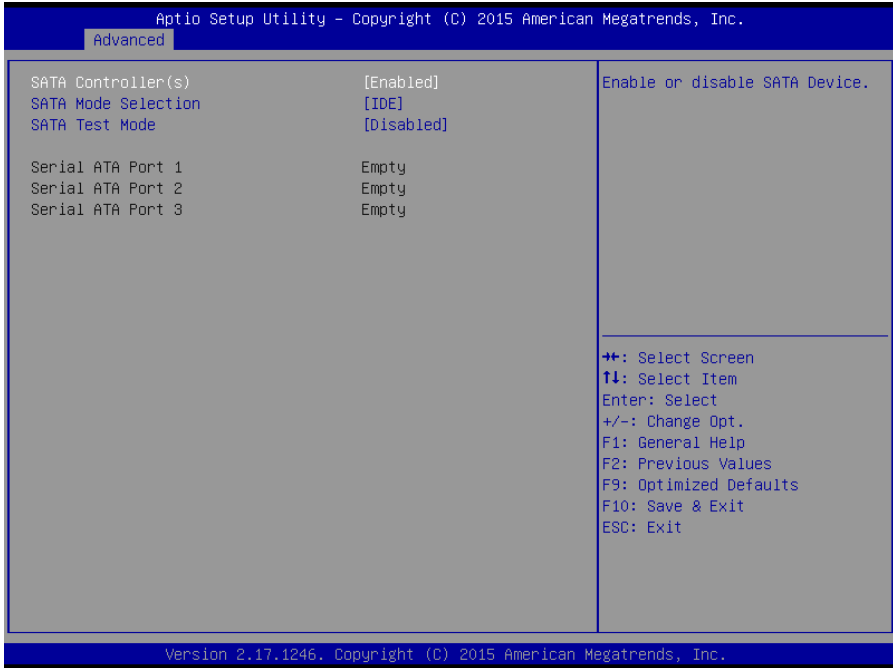 Aptio Setup Utility – Copyright (C) 2015 American Megatrends, Inc.
Advanced
SATA Controller(s) [Enabled]
SATA Mode Selection [IDE]
SATA Test Mode [Disabled]
Serial ATA Port 1 Empty
Serial ATA Port 2 Empty
Serial ATA Port 3 Empty
Enable or disable SATA Device.
→←: Select Screen
↑↓: Select Item
Enter: Select
+/-: Change Opt.
F1: General Help
F2: Previous Values
F9: Optimized Defaults
F10: Save & Exit
ESC: Exit
Version 2.17.1246. Copyright (C) 2015 American Megatrends, Inc.